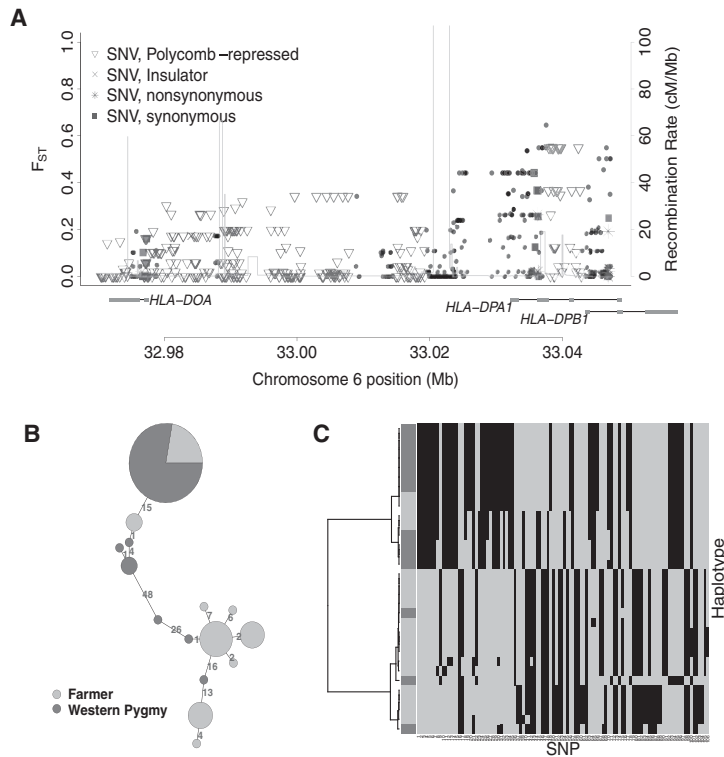 A
SNV, Polycomb –repressed
SNV, Insulator
SNV, nonsynonymous
SNV, synonymous
1.0
0.8
0.6
0.4
0.2
0.0
FST
100
80
60
40
20
0
Recombination Rate (cM/Mb)
HLA–DOA
HLA–DPA1
HLA–DPB1
32.98
33.00
33.02
33.04
Chromosome 6 position (Mb)
B
15
1
4
48
26
1
7
6
2
2
16
13
4
Farmer
Western Pygmy
C
Haplotype
SNP